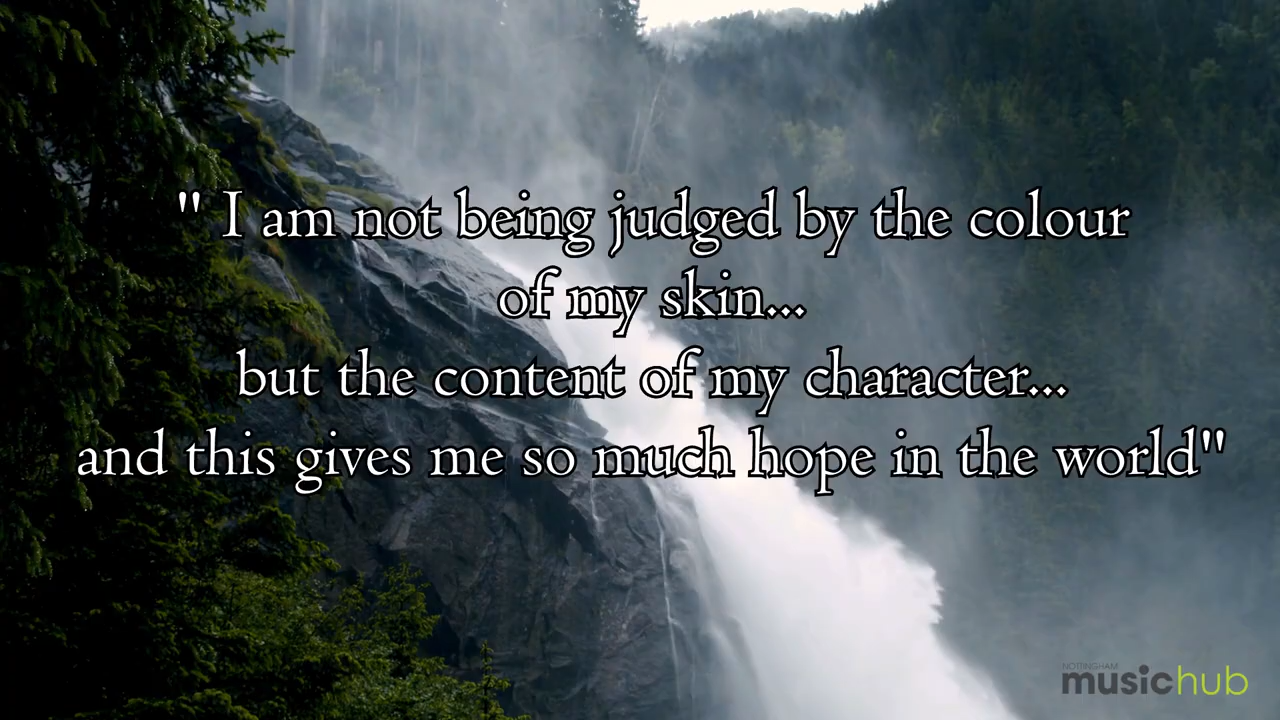 " I am not being judged by the colour
of my skin...
but the content of my character...
and this gives me so much hope in the world"
NOTTINGHAM
musichub